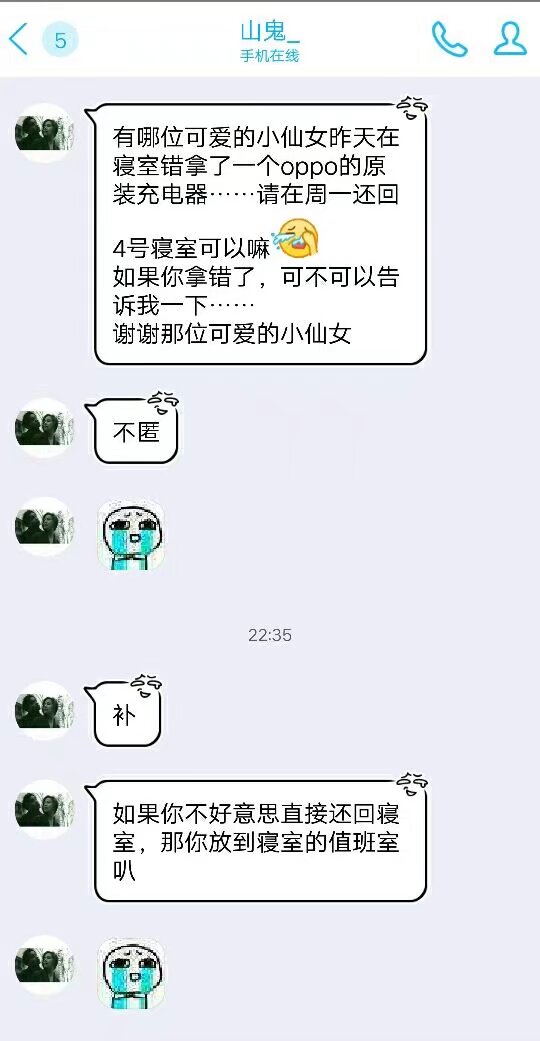 5
山鬼_
手机在线
有哪位可爱的小仙女昨天在
寝室错拿了一个oppo的原
装充电器……请在周一还回
4号寝室可以嘛
如果你拿错了，可不可以告
诉我一下……
谢谢那位可爱的小仙女
不匿
22:35
补
如果你不好意思直接还回寝
室，那你放到寝室的值班室
叭